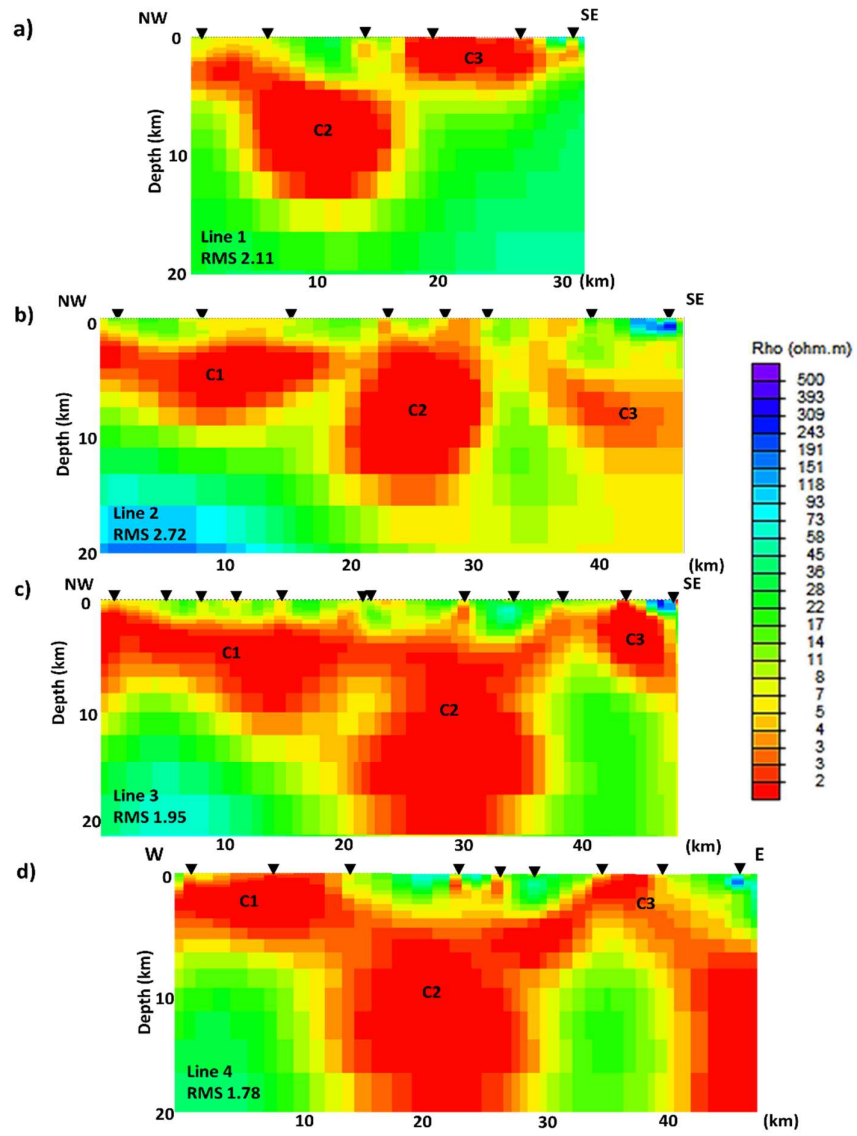 a)
NW
SE
0
10
20
Depth (km)
C2
C3
Line 1
RMS 2.11
10
20
30
(km)
b)
NW
SE
0
10
20
Depth (km)
C1
C2
C3
Line 2
RMS 2.72
10
20
30
40
(km)
c)
NW
SE
0
10
20
Depth (km)
C1
C2
C3
Line 3
RMS 1.95
10
20
30
40
(km)
d)
W
E
0
10
20
Depth (km)
C1
C2
C3
Line 4
RMS 1.78
10
20
30
40
(km)
Rho (ohm.m)
500
393
309
243
191
151
118
93
73
58
45
36
28
22
17
14
11
8
7
5
4
3
3
2